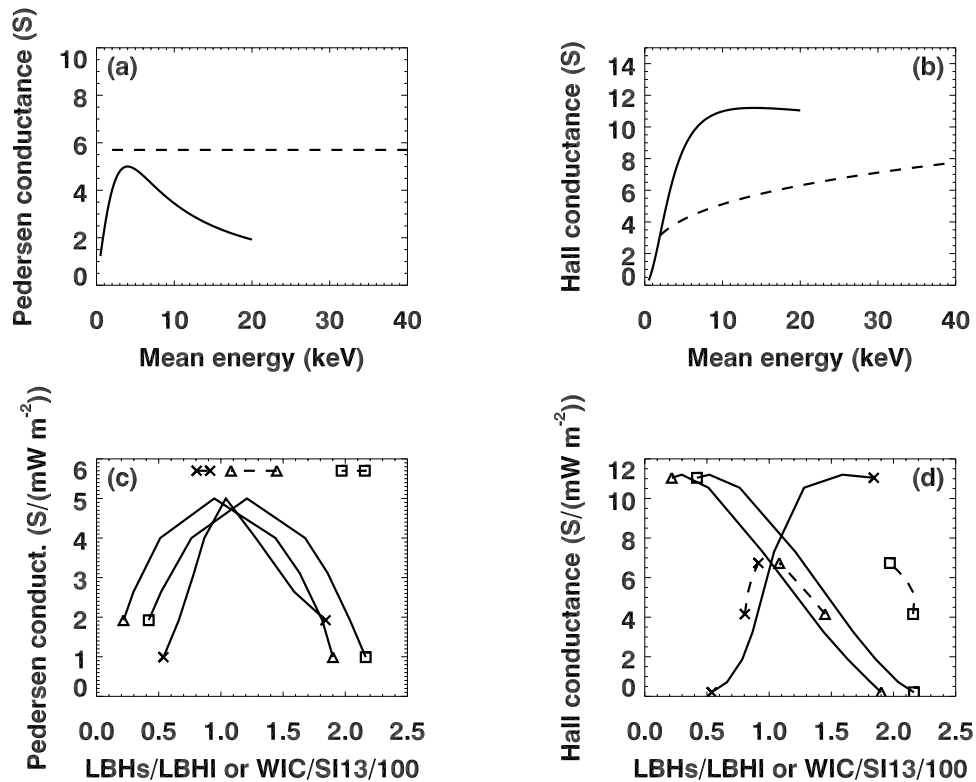 Pedersen conductance (S)
10
8
6
4
2
0
(a)
0 10 20 30 40
Mean energy (keV)
Hall conductance (S)
14
12
10
8
6
4
2
0
(b)
0 10 20 30 40
Mean energy (keV)
Pedersen conduct. (S/(mW m-2))
6
5
4
3
2
1
0
(c)
0.0 0.5 1.0 1.5 2.0 2.5
LBHs/LBHl or WIC/SI13/100
Hall conductance (S/(mW m-2))
12
10
8
6
4
2
0
(d)
0.0 0.5 1.0 1.5 2.0 2.5
LBHs/LBHl or WIC/SI13/100